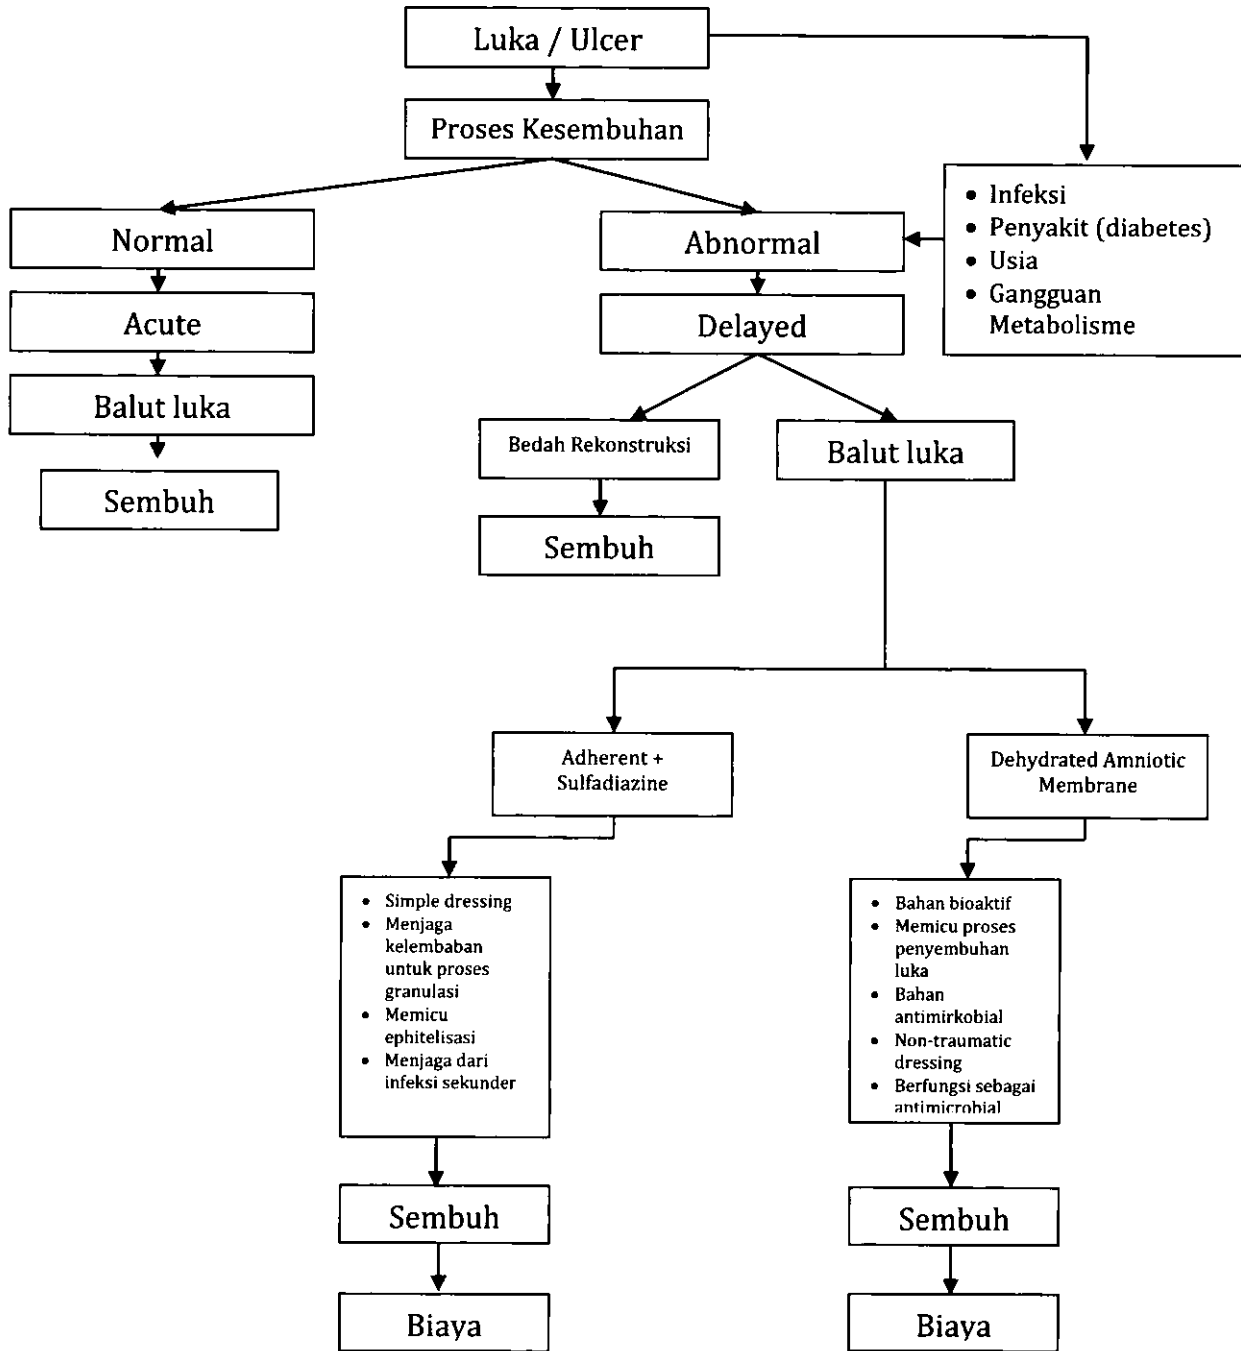 Luka / Ulcer
Proses Kesembuhan
• Infeksi
• Penyakit (diabetes)
• Usia
• Gangguan
Metabolisme
Normal
Abnormal
Acute
Delayed
Balut luka
Bedah Rekonstruksi
Balut luka
Sembuh
Sembuh
Adherent +
Sulfadiazine
Dehydrated Amniotic
Membrane
• Simple dressing
• Menjaga
kelembaban
untuk proses
granulasi
• Memicu
ephitelisasi
• Menjaga dari
infeksi sekunder
• Bahan bioaktif
• Memicu proses
penyembuhan
luka
• Bahan
antimirkobial
• Non-traumatic
dressing
• Berfungsi sebagai
antimicrobial
Sembuh
Sembuh
Biaya
Biaya